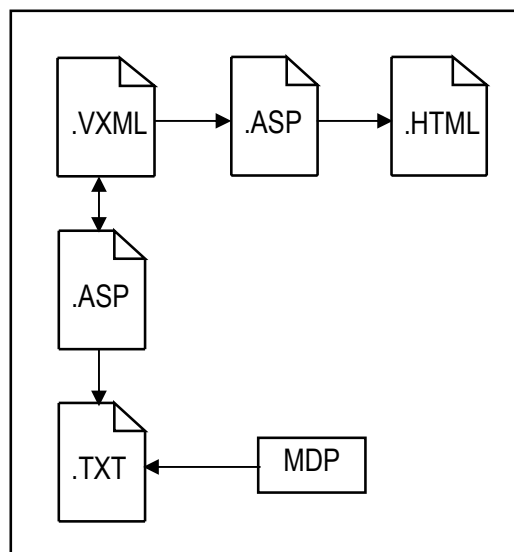 .VXML
.ASP
.HTML
.ASP
.TXT
MDP